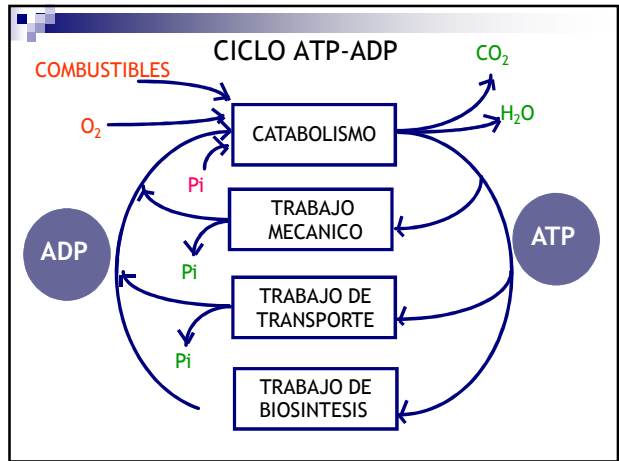 CICLO ATP-ADP
COMBUSTIBLES
CO₂
O₂
H₂O
CATABOLISMO
Pi
TRABAJO
MECANICO
ADP
ATP
Pi
TRABAJO DE
TRANSPORTE
Pi
TRABAJO DE
BIOSINTESIS